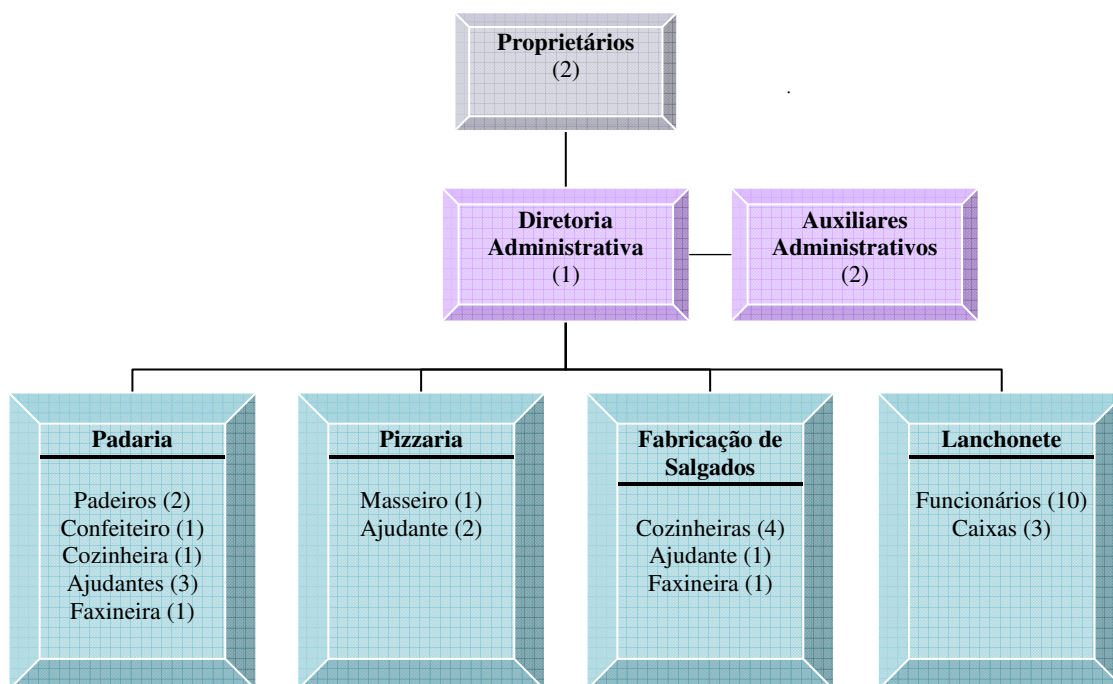 Proprietários
(2)
Diretoria
Administrativa
(1)
Auxiliares
Administrativos
(2)
Padaria
Padeiros (2)
Confeiteiro (1)
Cozinheira (1)
Ajudantes (3)
Faxineira (1)
Pizzaria
Masseiro (1)
Ajudante (2)
Fabricação de
Salgados
Cozinheiras (4)
Ajudante (1)
Faxineira (1)
Lanchonete
Funcionários (10)
Caixas (3)